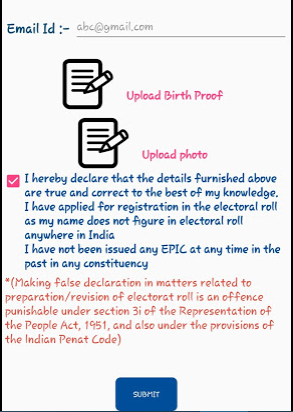 Email Id :- abc@gmail.com
Upload Birth Proof
Upload photo
I hereby declare that the details furnished above
are true and correct to the best of my knowledge.
I have applied for registration in the electoral roll
as my name does not figure in electoral roll
anywhere in India
I have not been issued any EPIC at any time in the
past in any constituency
*(Making false declaration in matters related to
preparation/revision of electorat roll is an offence
punishable under section 3i of the Representation of
the People Act, 1951, and also under the provisions of
the Indian Penat Code)
SUBMIT